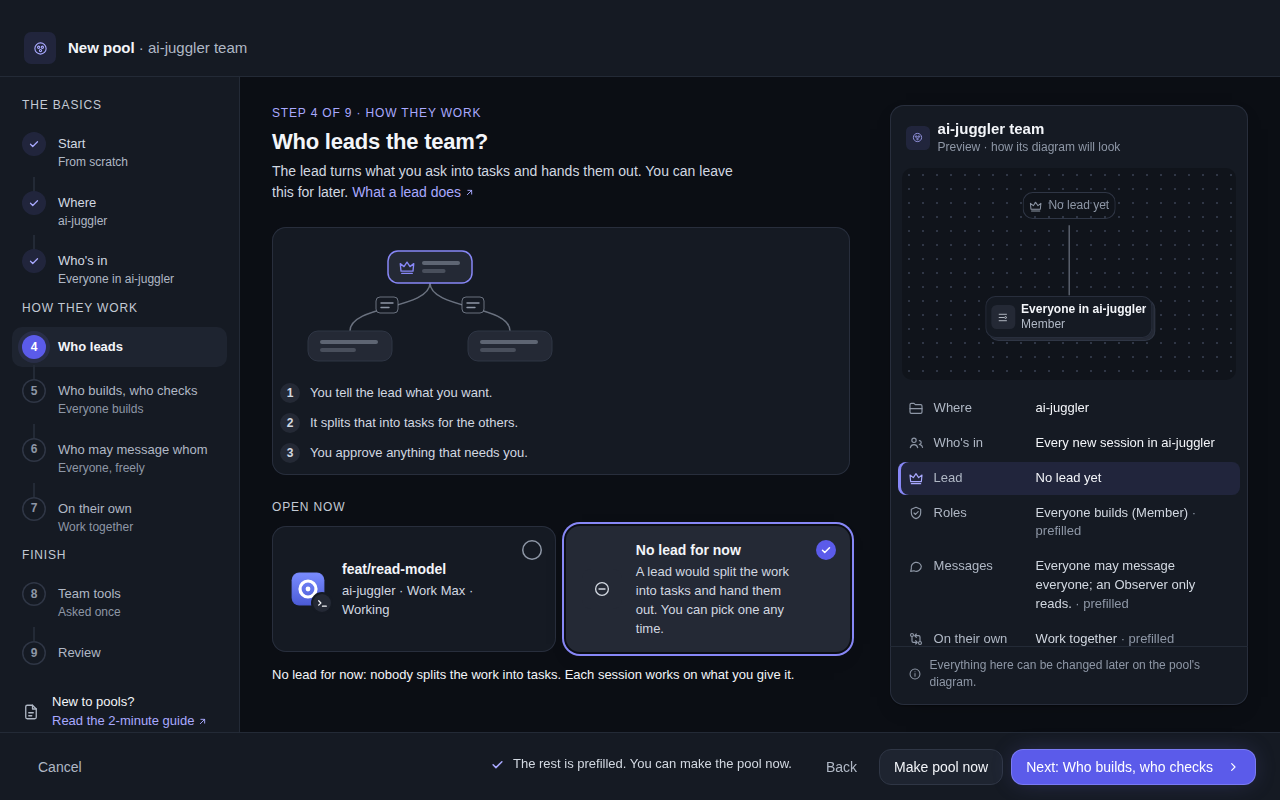 New pool · ai-juggler team
THE BASICS
Start
From scratch
Where
ai-juggler
Who's in
Everyone in ai-juggler
HOW THEY WORK
4 Who leads
5 Who builds, who checks
Everyone builds
6 Who may message whom
Everyone, freely
7 On their own
Work together
FINISH
8 Team tools
Asked once
9 Review
New to pools?
Read the 2-minute guide ↗
STEP 4 OF 9 · HOW THEY WORK
Who leads the team?
The lead turns what you ask into tasks and hands them out. You can leave
this for later. What a lead does ↗
1 You tell the lead what you want.
2 It splits that into tasks for the others.
3 You approve anything that needs you.
OPEN NOW
feat/read-model
ai-juggler · Work Max ·
Working
No lead for now
A lead would split the work
into tasks and hand them
out. You can pick one any
time.
No lead for now: nobody splits the work into tasks. Each session works on what you give it.
ai-juggler team
Preview · how its diagram will look
No lead yet
Everyone in ai-juggler
Member
Where ai-juggler
Who's in Every new session in ai-juggler
Lead No lead yet
Roles Everyone builds (Member) ·
prefilled
Messages Everyone may message
everyone; an Observer only
reads. · prefilled
On their own Work together · prefilled
Everything here can be changed later on the pool's
diagram.
Cancel
The rest is prefilled. You can make the pool now.
Back
Make pool now
Next: Who builds, who checks